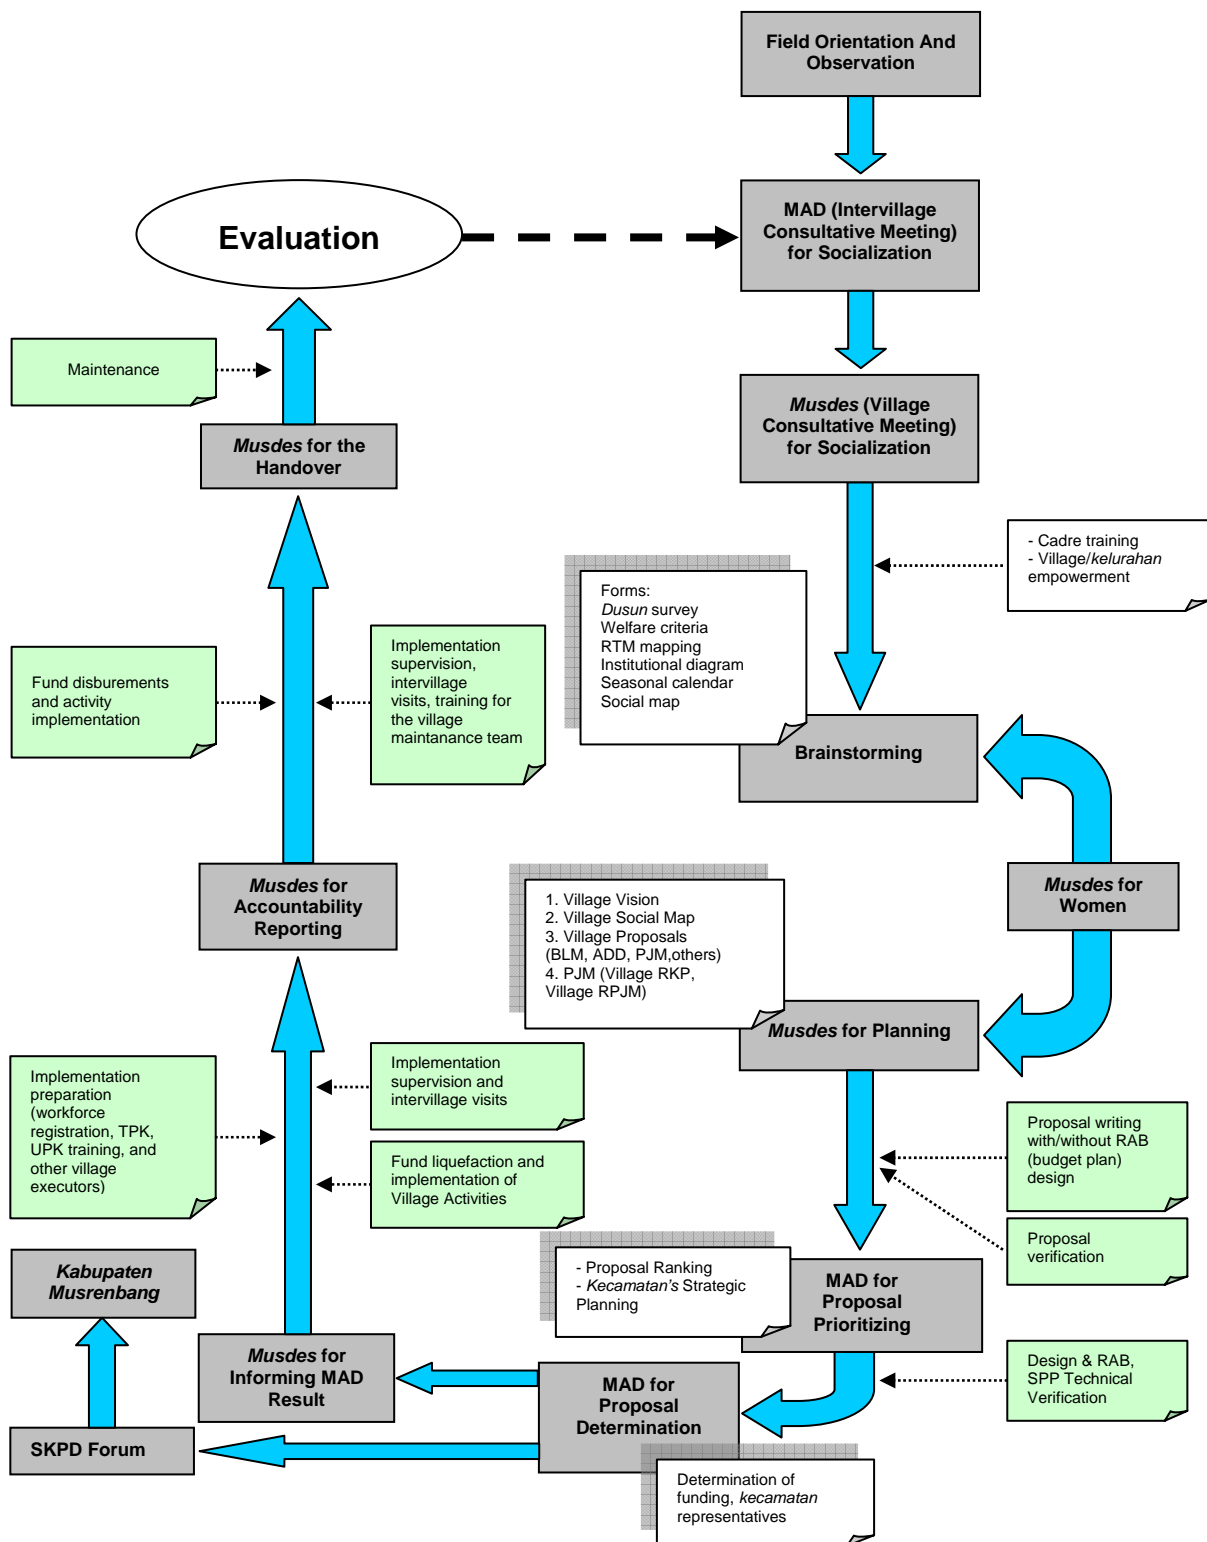 Field Orientation And
Observation
MAD (Intervillage
Consultative Meeting)
for Socialization
Evaluation
Maintenance
Musdes (Village
Consultative Meeting)
for Socialization
Musdes for the
Handover
- Cadre training
- Village/kelurahan
empowerment
Forms:
Dusun survey
Welfare criteria
RTM mapping
Institutional diagram
Seasonal calendar
Social map
Implementation
supervision,
intervillage
visits, training for
the village
maintanance team
Fund disburements
and activity
implementation
Brainstorming
Musdes for
Accountability
Reporting
1. Village Vision
2. Village Social Map
3. Village Proposals
(BLM, ADD, PJM,others)
4. PJM (Village RKP,
Village RPJM)
Musdes for
Women
Musdes for Planning
Implementation
preparation
(workforce
registration, TPK,
UPK training, and
other village
executors)
Implementation
supervision and
intervillage visits
Fund liquefaction and
implementation of
Village Activities
Proposal writing
with/without RAB
(budget plan)
design
Proposal
verification
Kabupaten
Musrenbang
- Proposal Ranking
- Kecamatan's Strategic
Planning
MAD for
Proposal
Prioritizing
Musdes for
Informing MAD
Result
MAD for
Proposal
Determination
Design & RAB,
SPP Technical
Verification
SKPD Forum
Determination of
funding, kecamatan
representatives